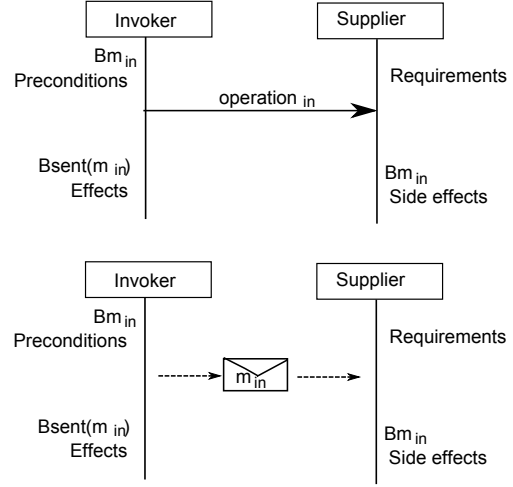 Invoker Supplier
Bm in
Preconditions
Requirements
operation in
Bsent(m in)
Effects
Bm in
Side effects
Invoker Supplier
Bm in
Preconditions
Requirements
m in
Bsent(m in)
Effects
Bm in
Side effects